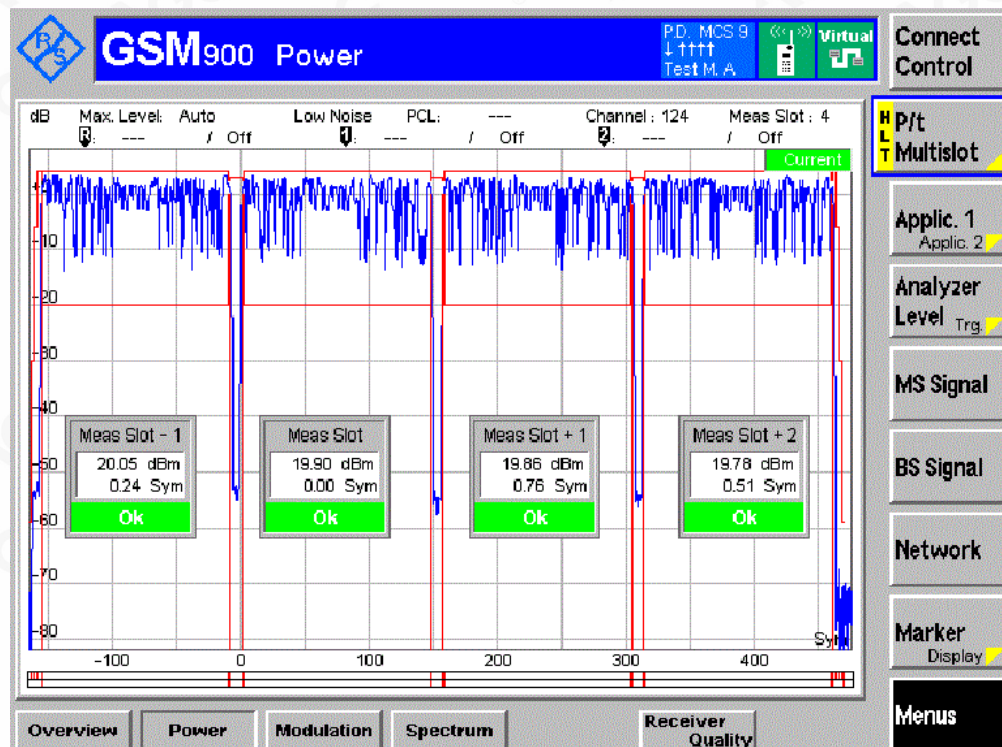 R&S
GSM900 Power
P.D. MCS 9
↓↑↑↑↑
Test M. A
Virtual
Connect Control
dB Max. Level: Auto Low Noise PCL: --- Channel : 124 Meas Slot : 4
R: --- / Off 1: --- / Off 2: --- / Off
Current
HLT
P/t Multislot
Applic. 1
Applic. 2
Analyzer Level Trg.
MS Signal
BS Signal
Network
Marker
Display
Menus
-10
-20
-30
-40
-50
-60
-70
-80
Meas Slot - 1
20.05 dBm
0.24 Sym
Ok
Meas Slot
19.90 dBm
0.00 Sym
Ok
Meas Slot + 1
19.86 dBm
0.76 Sym
Ok
Meas Slot + 2
19.78 dBm
0.51 Sym
Ok
Sym
-100 0 100 200 300 400
Overview Power Modulation Spectrum Receiver Quality